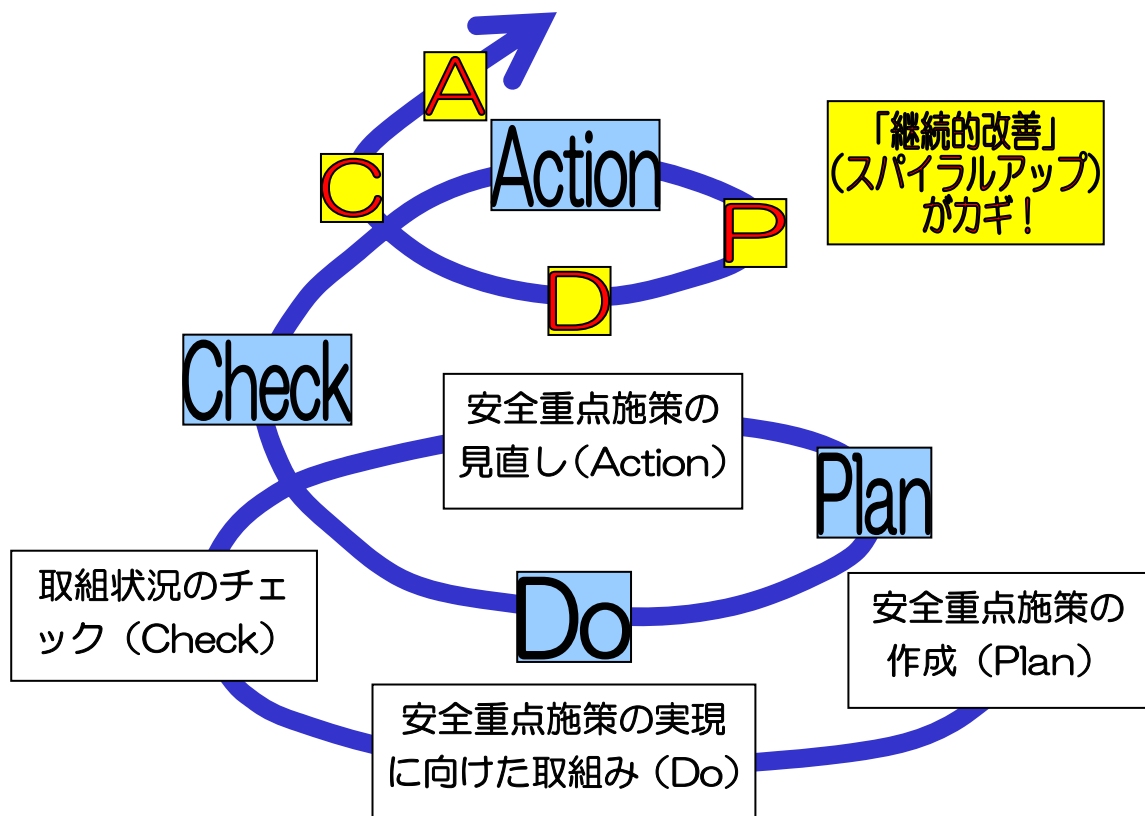 A
Action
「継続的改善」
(スパイラルアップ)
がカギ！
C
P
D
Check
安全重点施策の
見直し(Action)
Plan
取組状況のチェ
ック（Check）
Do
安全重点施策の
作成（Plan）
安全重点施策の実現
に向けた取組み（Do）